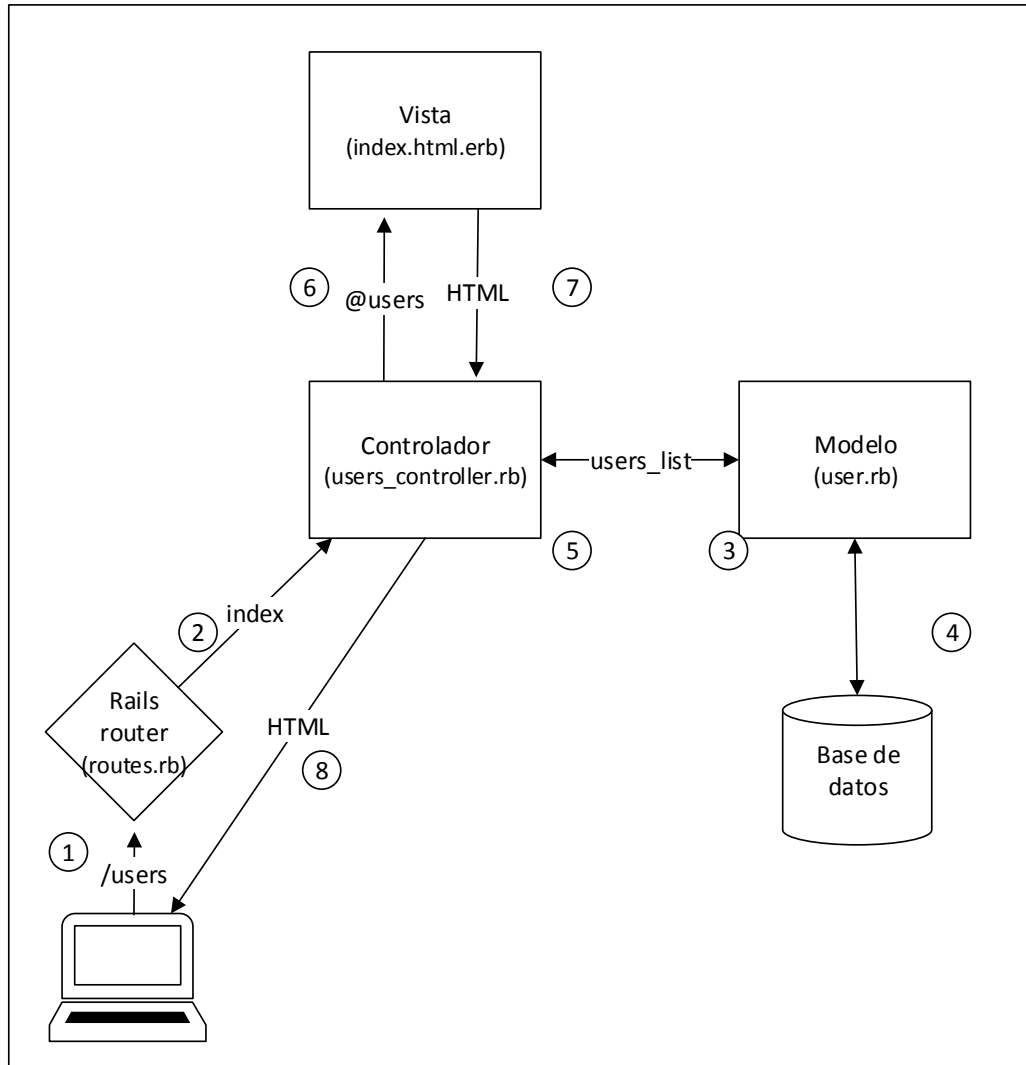 Vista
(index.html.erb)
6
@users
HTML
7
Controlador
(users_controller.rb)
users_list
Modelo
(user.rb)
5
3
2
index
4
Rails
router
(routes.rb)
HTML
8
Base de
datos
1
/users